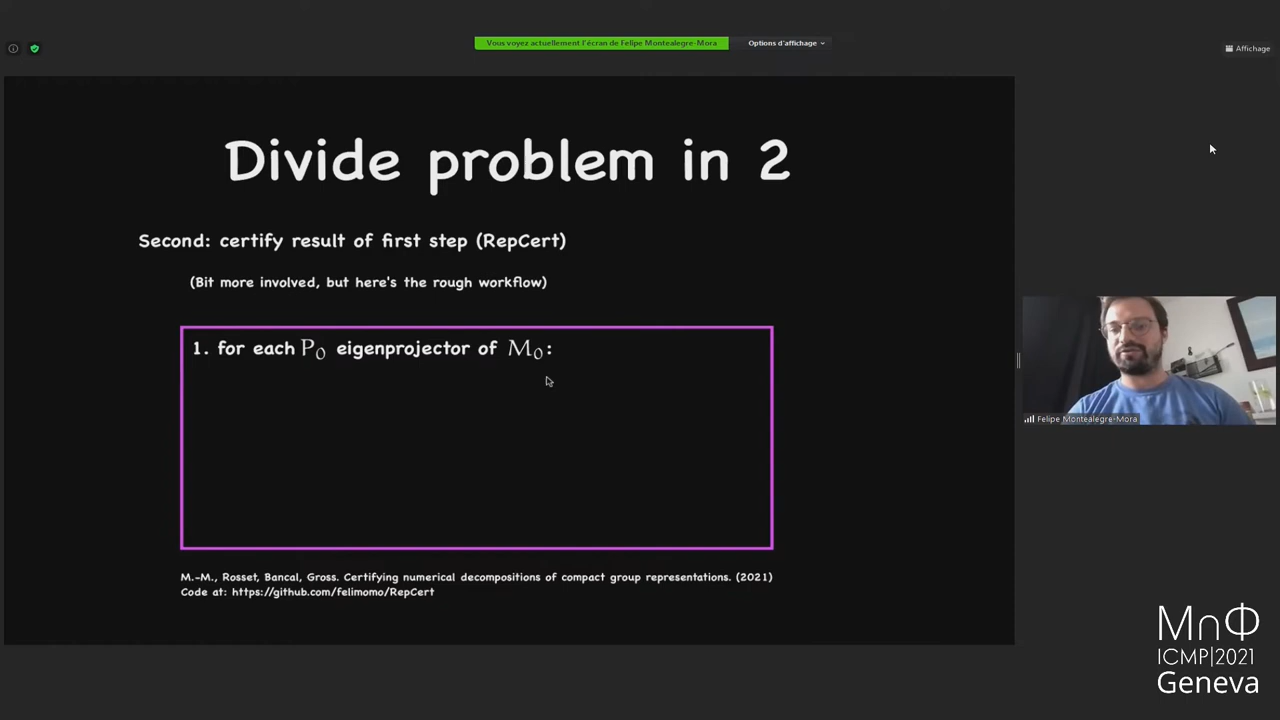 Vous voyez actuellement l'écran de Felipe Montealegre-Mora
Options d'affichage
Affichage
Divide problem in 2
Second: certify result of first step (RepCert)
(Bit more involved, but here's the rough workflow)
1. for each P₀ eigenprojector of M₀:
Felipe Montealegre-Mora
M.-M., Rosset, Bancal, Gross. Certifying numerical decompositions of compact group representations. (2021)
Code at: https://github.com/felimomo/RepCert
M∩Φ
ICMP|2021
Geneva